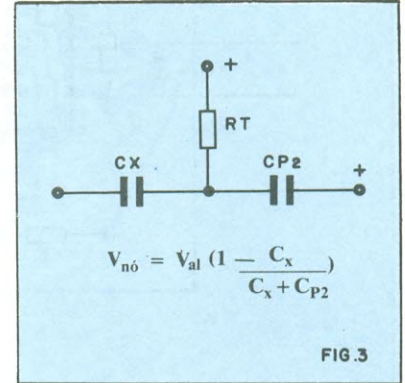 +
RT
CX
CP2
+
Vnó = Val (1 – Cx
Cx + CP2)
FIG.3